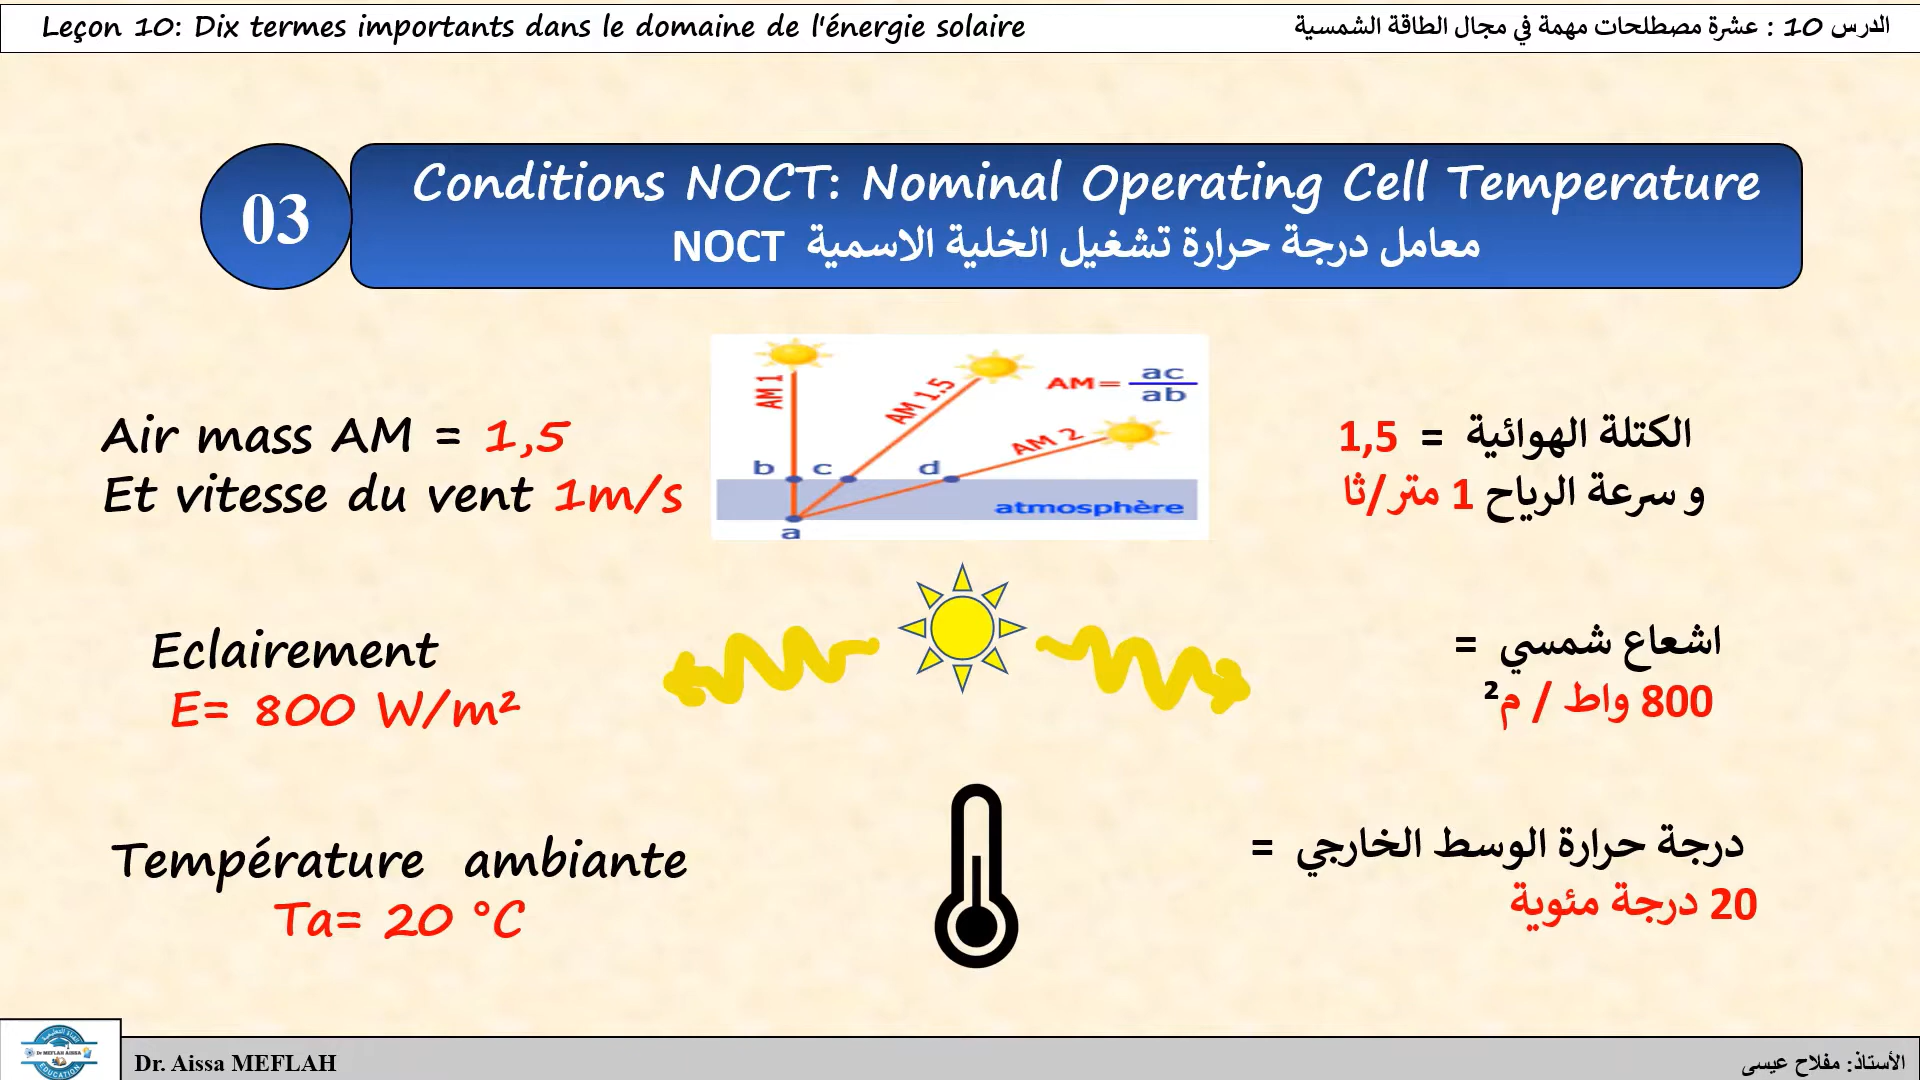 Leçon 10: Dix termes importants dans le domaine de l'énergie solaire
الدرس 10 : عشرة مصطلحات مهمة في مجال الطاقة الشمسية
03
Conditions NOCT: Nominal Operating Cell Temperature
معامل درجة حرارة تشغيل الخلية الاسمية NOCT
Air mass AM = 1,5
Et vitesse du vent 1m/s
AM 1
AM 1.5
AM 2
AM= ac
ab
b c d
atmosphère
a
الكتلة الهوائية = 1,5
و سرعة الرياح 1 متر/ثا
Eclairement
E= 800 W/m²
اشعاع شمسي =
800 واط / م²
Température ambiante
Ta= 20 °C
درجة حرارة الوسط الخارجي =
20 درجة مئوية
Dr MEFLAH AISSA
EDUCATION
Dr. Aissa MEFLAH
الأستاذ: مفلاح عيسى